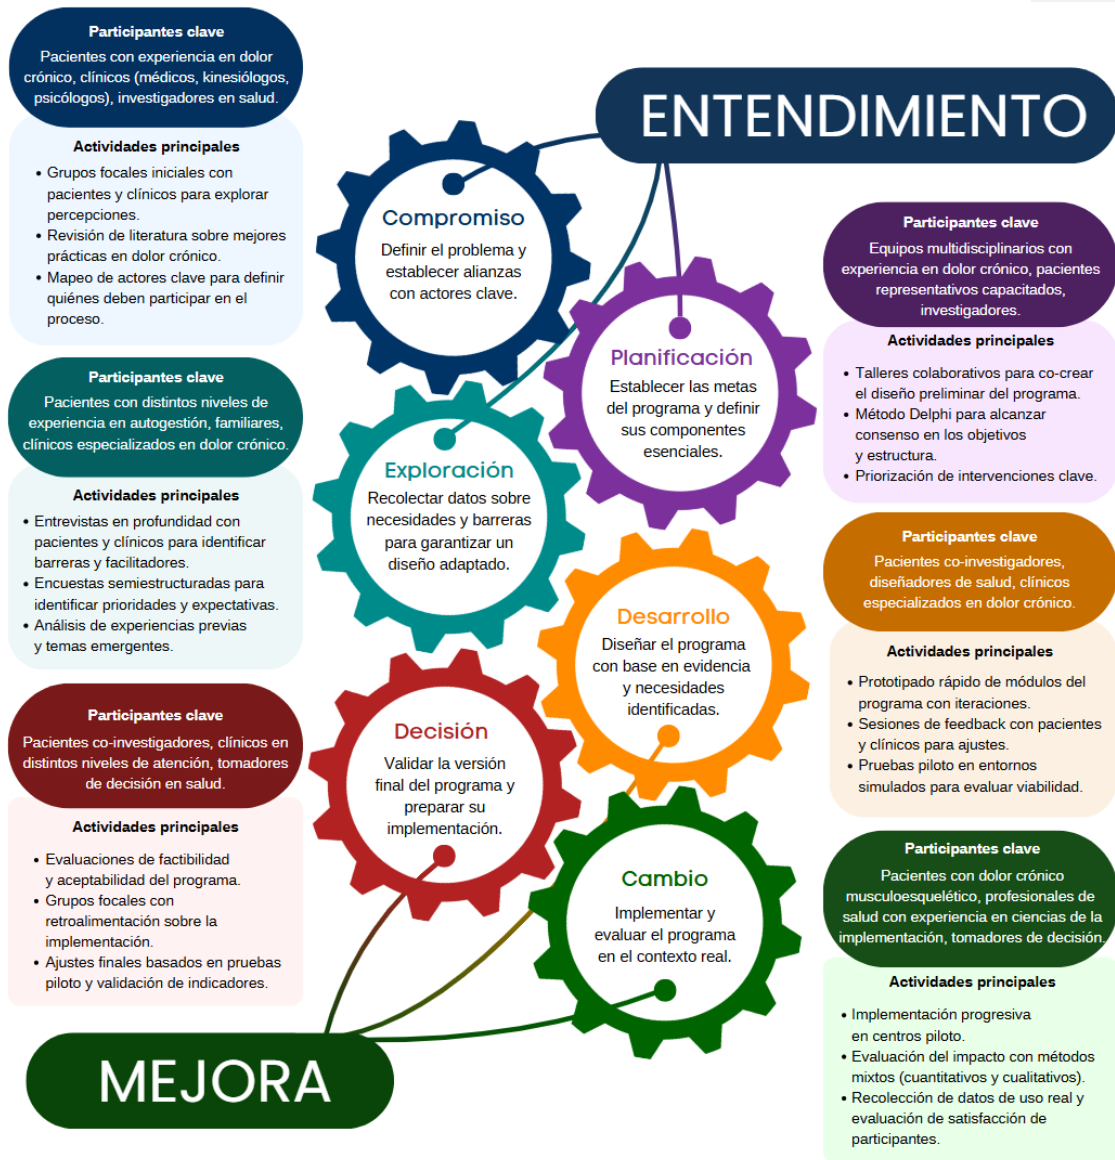 Participantes clave
Pacientes con experiencia en dolor
crónico, clínicos (médicos, kinesiólogos,
psicólogos), investigadores en salud.
Actividades principales
• Grupos focales iniciales con
pacientes y clínicos para explorar
percepciones.
• Revisión de literatura sobre mejores
prácticas en dolor crónico.
• Mapeo de actores clave para definir
quiénes deben participar en el
proceso.
ENTENDIMIENTO
Compromiso
Definir el problema y
establecer alianzas
con actores clave.
Participantes clave
Equipos multidisciplinarios con
experiencia en dolor crónico, pacientes
representativos capacitados,
investigadores.
Actividades principales
• Talleres colaborativos para co-crear
el diseño preliminar del programa.
• Método Delphi para alcanzar
consenso en los objetivos
y estructura.
• Priorización de intervenciones clave.
Planificación
Establecer las metas
del programa y definir
sus componentes
esenciales.
Participantes clave
Pacientes con distintos niveles de
experiencia en autogestión, familiares,
clínicos especializados en dolor crónico.
Actividades principales
• Entrevistas en profundidad con
pacientes y clínicos para identificar
barreras y facilitadores.
• Encuestas semiestructuradas para
identificar prioridades y expectativas.
• Análisis de experiencias previas
y temas emergentes.
Exploración
Recolectar datos sobre
necesidades y barreras
para garantizar un
diseño adaptado.
Participantes clave
Pacientes co-investigadores,
diseñadores de salud, clínicos
especializados en dolor crónico.
Actividades principales
• Prototipado rápido de módulos del
programa con iteraciones.
• Sesiones de feedback con pacientes
y clínicos para ajustes.
• Pruebas piloto en entornos
simulados para evaluar viabilidad.
Desarrollo
Diseñar el programa
con base en evidencia
y necesidades
identificadas.
Participantes clave
Pacientes co-investigadores, clínicos en
distintos niveles de atención, tomadores
de decisión en salud.
Actividades principales
• Evaluaciones de factibilidad
y aceptabilidad del programa.
• Grupos focales con
retroalimentación sobre la
implementación.
• Ajustes finales basados en pruebas
piloto y validación de indicadores.
Decisión
Validar la versión
final del programa y
preparar su
implementación.
Participantes clave
Pacientes con dolor crónico
musculoesquelético, profesionales de
salud con experiencia en ciencias de la
implementación, tomadores de decisión.
Actividades principales
• Implementación progresiva
en centros piloto.
• Evaluación del impacto con métodos
mixtos (cuantitativos y cualitativos).
• Recolección de datos de uso real y
evaluación de satisfacción de
participantes.
Cambio
Implementar y
evaluar el programa
en el contexto real.
MEJORA